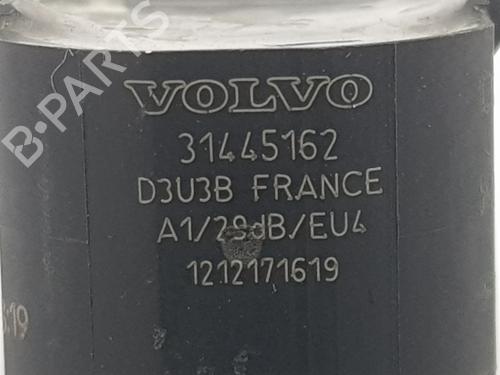 B-PARTS
VOLVO
31445162
D3U3B FRANCE
A1/29dB/EU4
1212171619